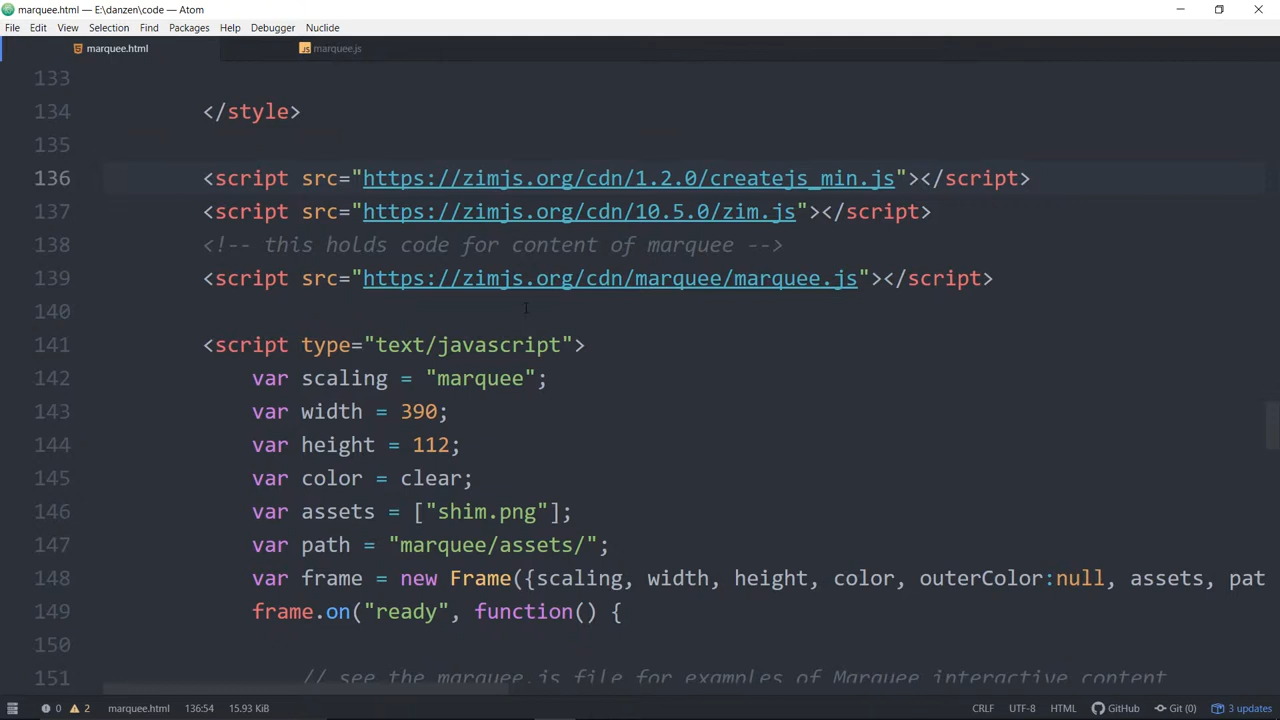 marquee.html — E:\danzen\code — Atom
File Edit View Selection Find Packages Help Debugger Nuclide
marquee.html marquee.js
133
134 </style>
135
136 <script src="https://zimjs.org/cdn/1.2.0/createjs_min.js"></script>
137 <script src="https://zimjs.org/cdn/10.5.0/zim.js"></script>
138 <!-- this holds code for content of marquee -->
139 <script src="https://zimjs.org/cdn/marquee/marquee.js"></script>
140
141 <script type="text/javascript">
142 var scaling = "marquee";
143 var width = 390;
144 var height = 112;
145 var color = clear;
146 var assets = ["shim.png"];
147 var path = "marquee/assets/";
148 var frame = new Frame({scaling, width, height, color, outerColor:null, assets, pat
149 frame.on("ready", function() {
150
151 // see the marquee.js file for examples of Marquee interactive content
0 2 marquee.html 136:54 15.93 KiB CRLF UTF-8 HTML GitHub Git (0) 3 updates